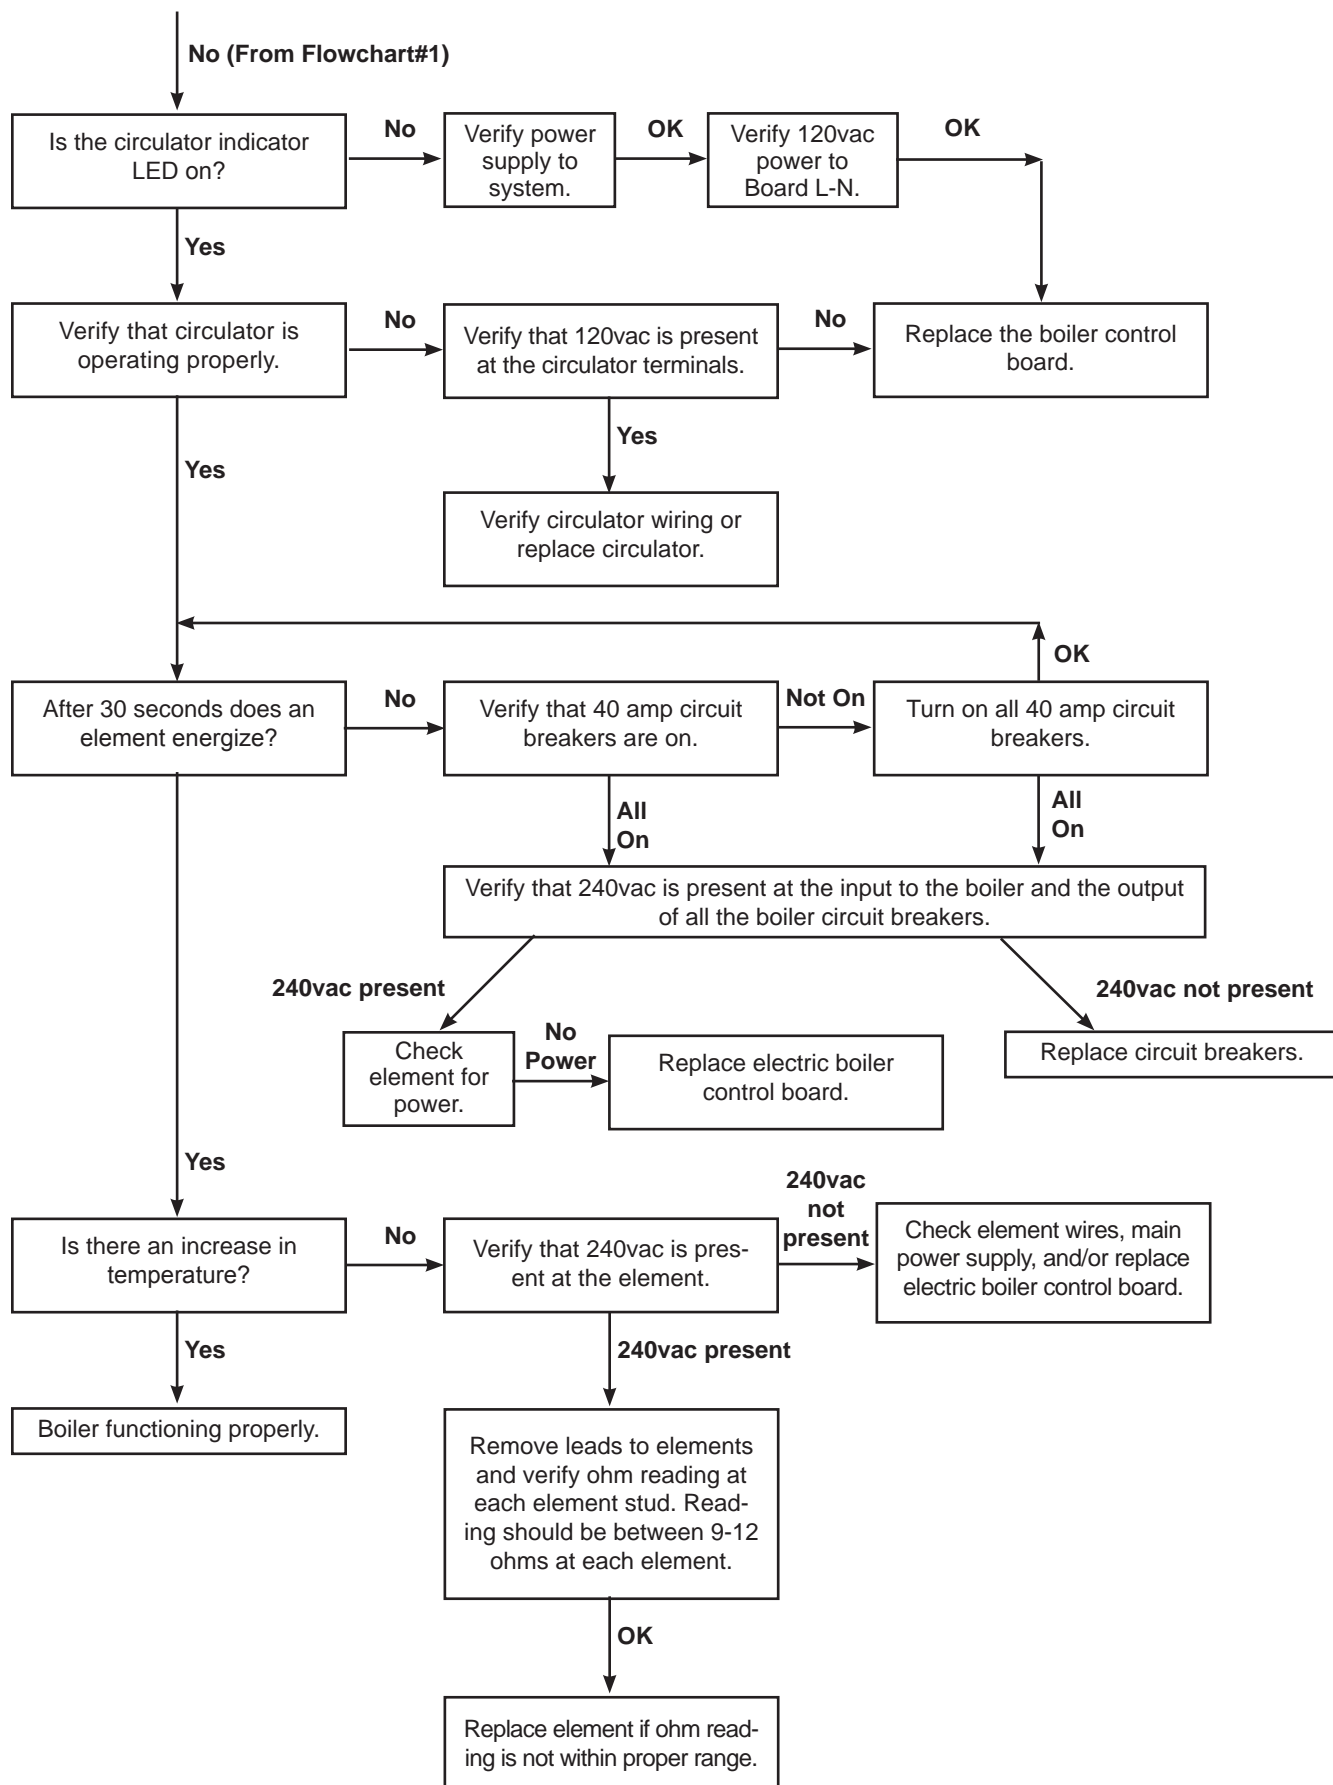 No (From Flowchart#1)
Is the circulator indicator
LED on?
No
Verify power
supply to
system.
OK
Verify 120vac
power to
Board L-N.
OK
Yes
Verify that circulator is
operating properly.
No
Verify that 120vac is present
at the circulator terminals.
No
Replace the boiler control
board.
Yes
Yes
Verify circulator wiring or
replace circulator.
OK
After 30 seconds does an
element energize?
No
Verify that 40 amp circuit
breakers are on.
Not On
Turn on all 40 amp circuit
breakers.
All
On
All
On
Verify that 240vac is present at the input to the boiler and the output
of all the boiler circuit breakers.
240vac present
240vac not present
Check
element for
power.
No
Power
Replace electric boiler
control board.
Replace circuit breakers.
Yes
Is there an increase in
temperature?
No
Verify that 240vac is pres-
ent at the element.
240vac
not
present
Check element wires, main
power supply, and/or replace
electric boiler control board.
Yes
240vac present
Boiler functioning properly.
Remove leads to elements
and verify ohm reading at
each element stud. Read-
ing should be between 9-12
ohms at each element.
OK
Replace element if ohm read-
ing is not within proper range.